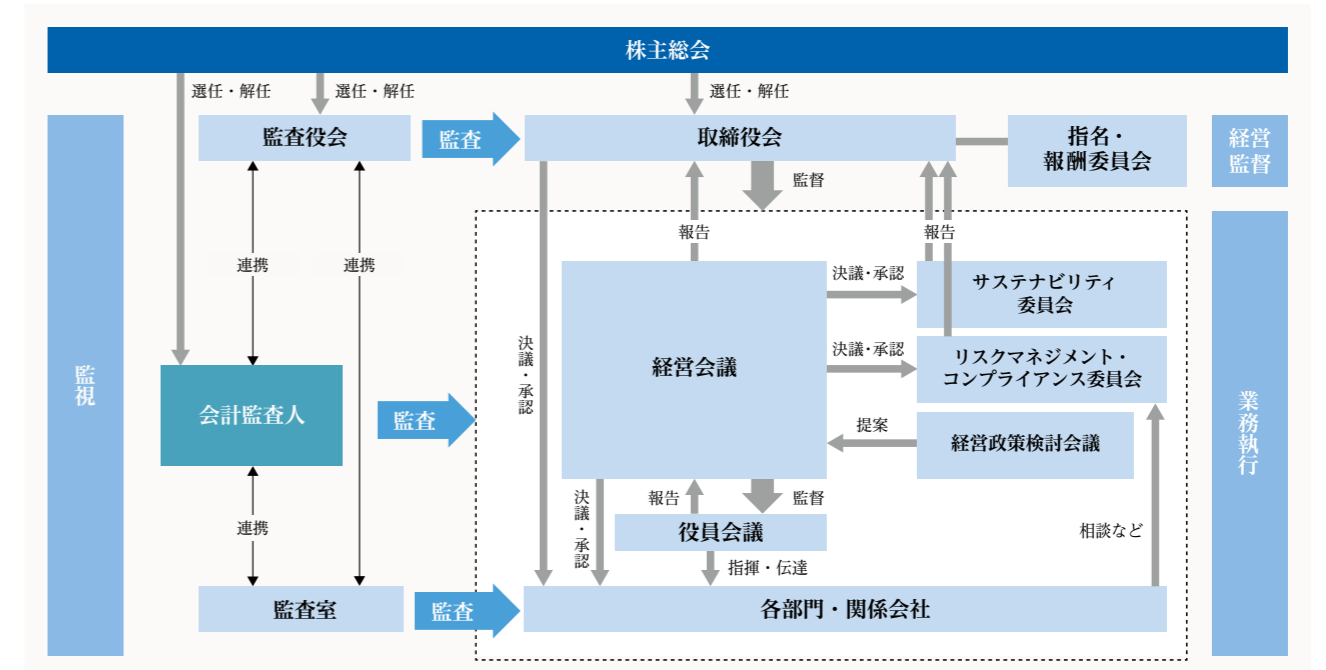 株主総会
選任・解任
選任・解任
選任・解任
監査役会
監査
取締役会
指名・
報酬委員会
経営
監督
監督
報告
報告
連携
連携
決議・承認
サステナビリティ
委員会
決議・承認
監視
経営会議
決議・承認
リスクマネジメント・
コンプライアンス委員会
会計監査人
監査
提案
経営政策検討会議
業務執行
決議・承認
報告
監督
連携
役員会議
相談など
指揮・伝達
監査室
監査
各部門・関係会社